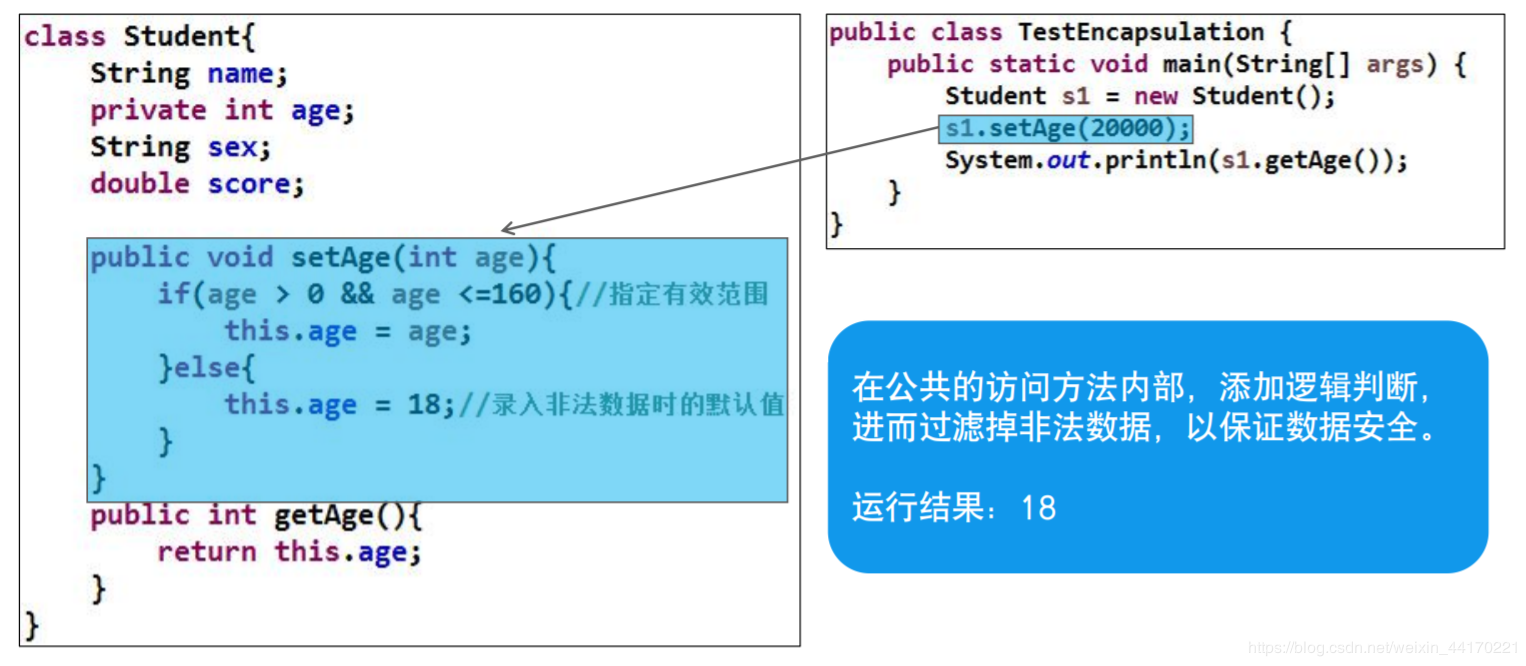 class Student{
    String name;
    private int age;
    String sex;
    double score;
    public void setAge(int age){
        if(age > 0 && age <=160){//指定有效范围
            this.age = age;
        }else{
            this.age = 18;//录入非法数据时的默认值
        }
    }
    public int getAge(){
        return this.age;
    }
}
public class TestEncapsulation {
    public static void main(String[] args) {
        Student s1 = new Student();
        s1.setAge(20000);
        System.out.println(s1.getAge());
    }
}
在公共的访问方法内部，添加逻辑判断，
进而过滤掉非法数据，以保证数据安全。
运行结果：18
https://blog.csdn.net/weixin_44170221